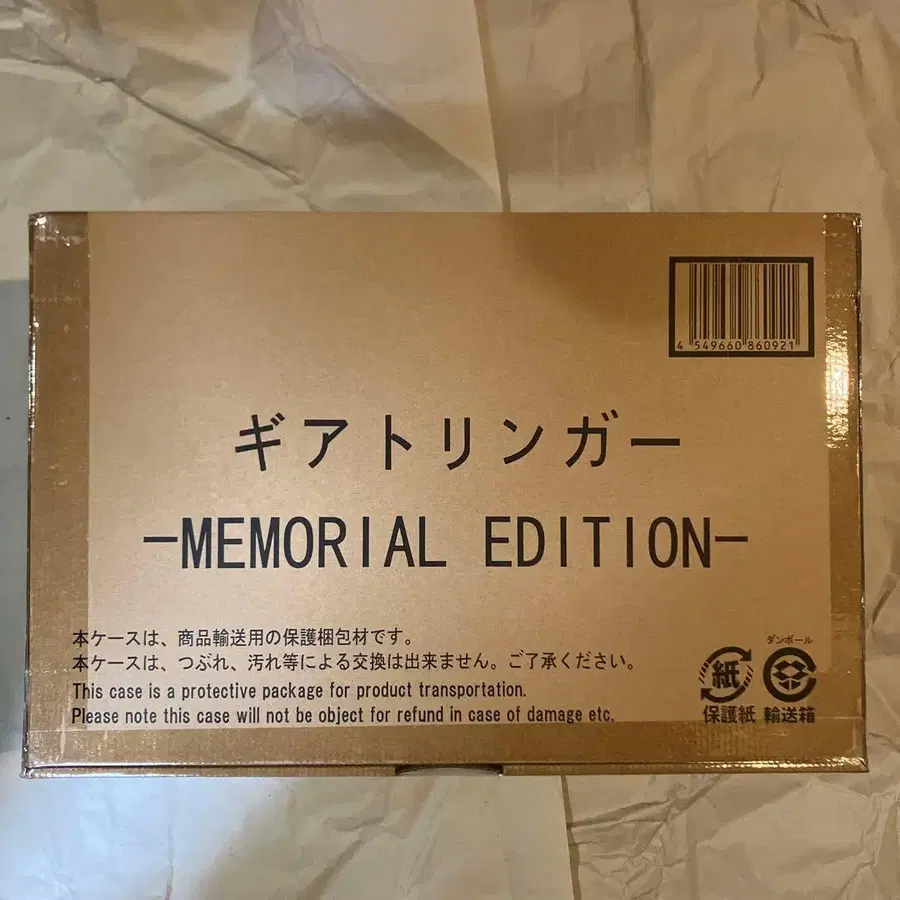 4 549660 860921
ギアトリンガー
-MEMORIAL EDITION-
本ケースは、商品輸送用の保護梱包材です。
本ケースは、つぶれ、汚れ等による交換は出来ません。ご了承ください。
This case is a protective package for product transportation.
Please note this case will not be object for refund in case of damage etc.
紙
保護紙
ダンボール
輸送箱